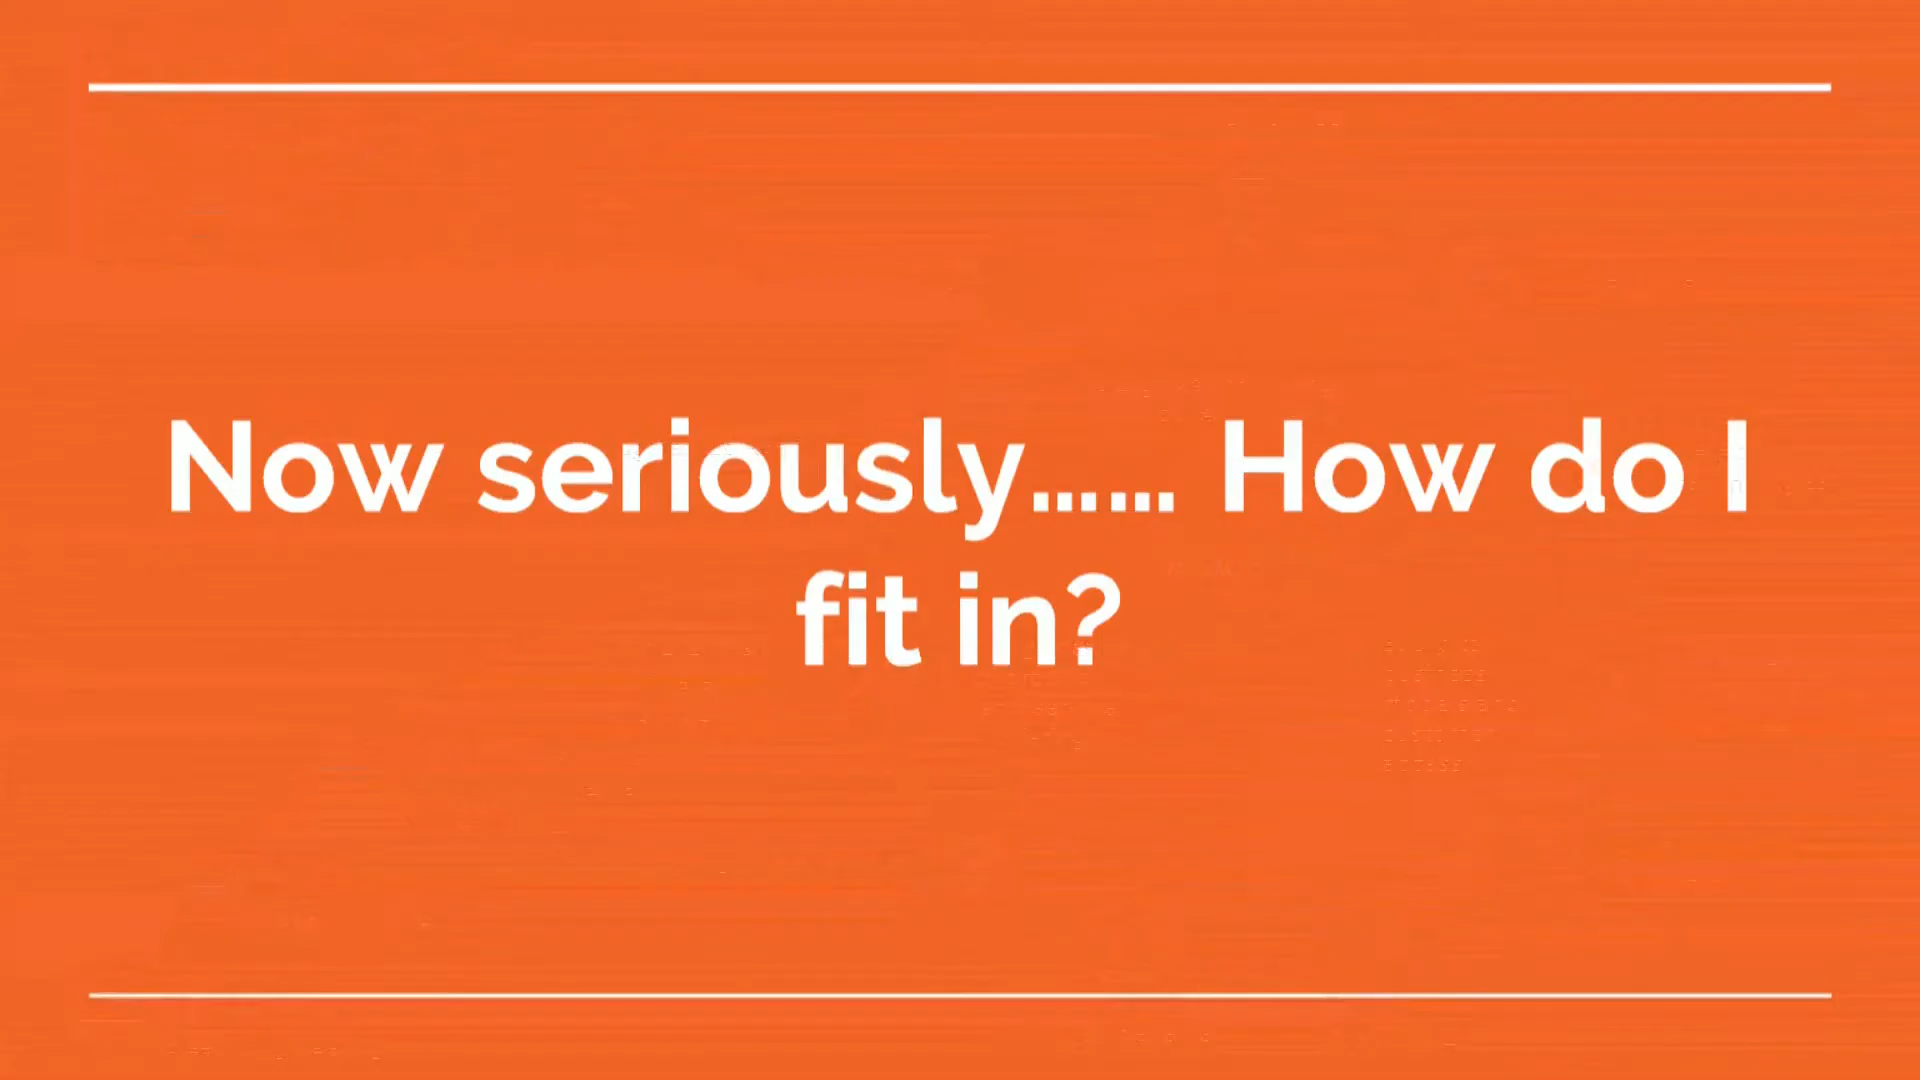 Now seriously...... How do I
fit in?